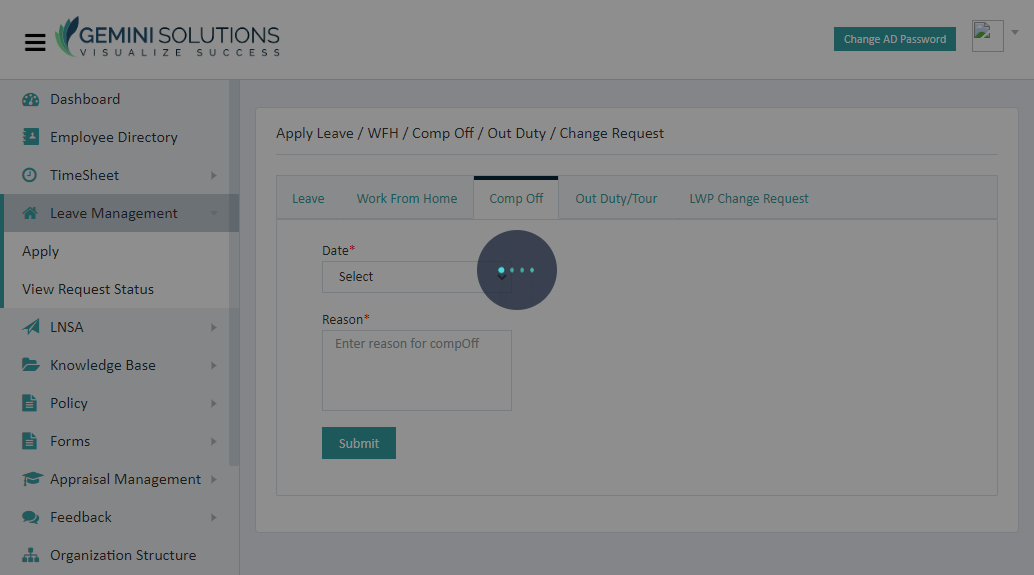 GEMINI SOLUTIONS
VISUALIZE SUCCESS
Change AD Password
Dashboard
Employee Directory
TimeSheet
Leave Management
Apply
View Request Status
LNSA
Knowledge Base
Policy
Forms
Appraisal Management
Feedback
Organization Structure
Apply Leave / WFH / Comp Off / Out Duty / Change Request
Leave Work From Home Comp Off Out Duty/Tour LWP Change Request
Date*
Select
Reason*
Enter reason for compOff
Submit